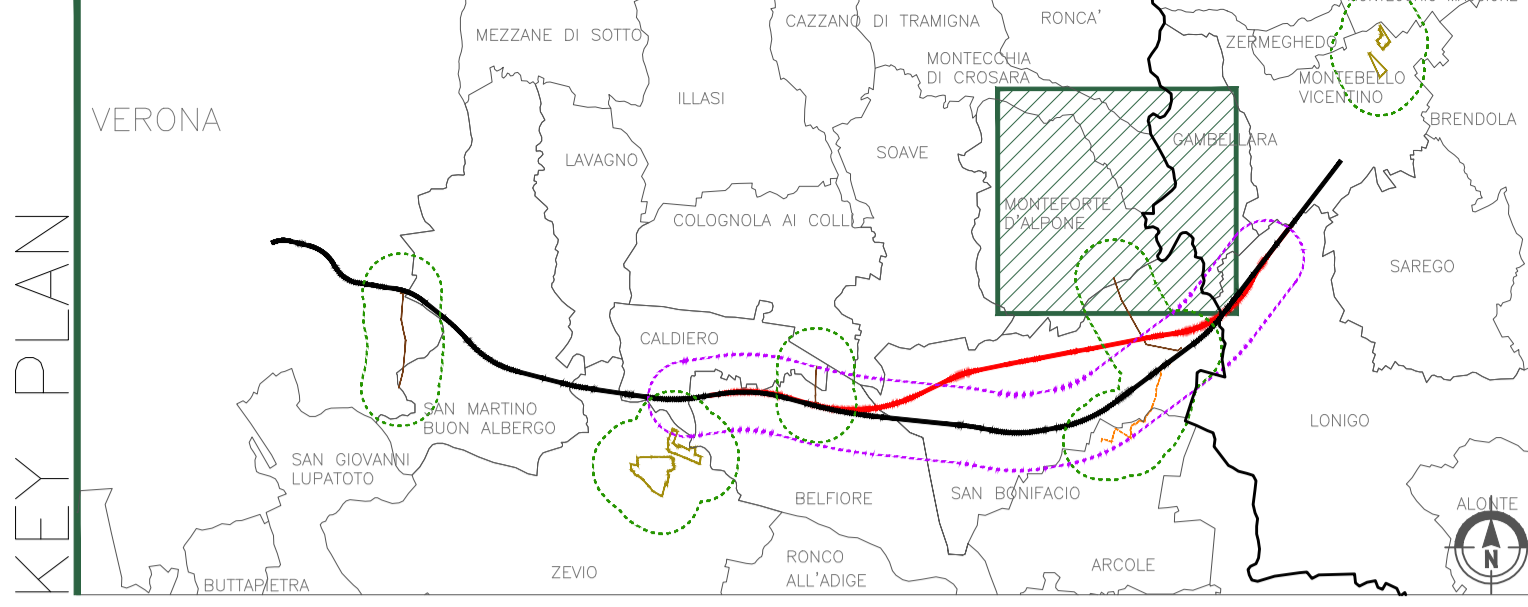 KEY PLAN
MONTECCHIO MAGGIORE
CAZZANO DI TRAMIGNA
RONCA'
MEZZANE DI SOTTO
ZERMEGHEDO
MONTECCHIA
DI CROSARA
MONTEBELLO
VICENTINO
ILLASI
VERONA
BRENDOLA
GAMBELLARA
SOAVE
LAVAGNO
MONTEFORTE
D'ALPONE
COLOGNOLA AI COLLI
SAREGO
CALDIERO
SAN MARTINO
BUON ALBERGO
LONIGO
SAN GIOVANNI
LUPATOTO
SAN BONIFACIO
BELFIORE
ALONTE
RONCO
ALL'ADIGE
ARCOLE
N
ZEVIO
BUTTAPIETRA